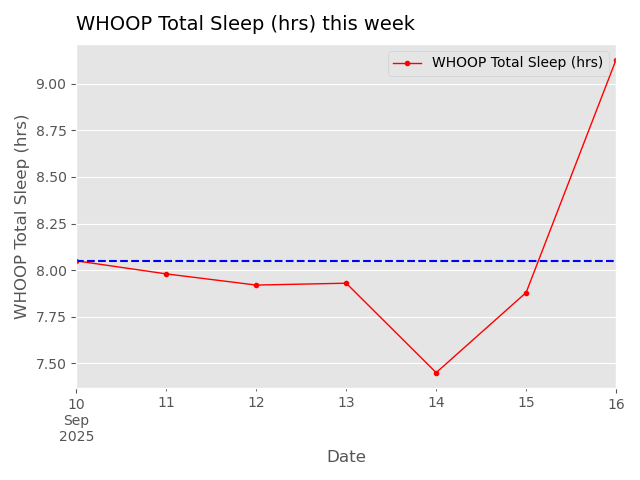 WHOOP Total Sleep (hrs) this week
WHOOP Total Sleep (hrs)
WHOOP Total Sleep (hrs)
9.00
8.75
8.50
8.25
8.00
7.75
7.50
10 11 12 13 14 15 16
Sep
2025
Date